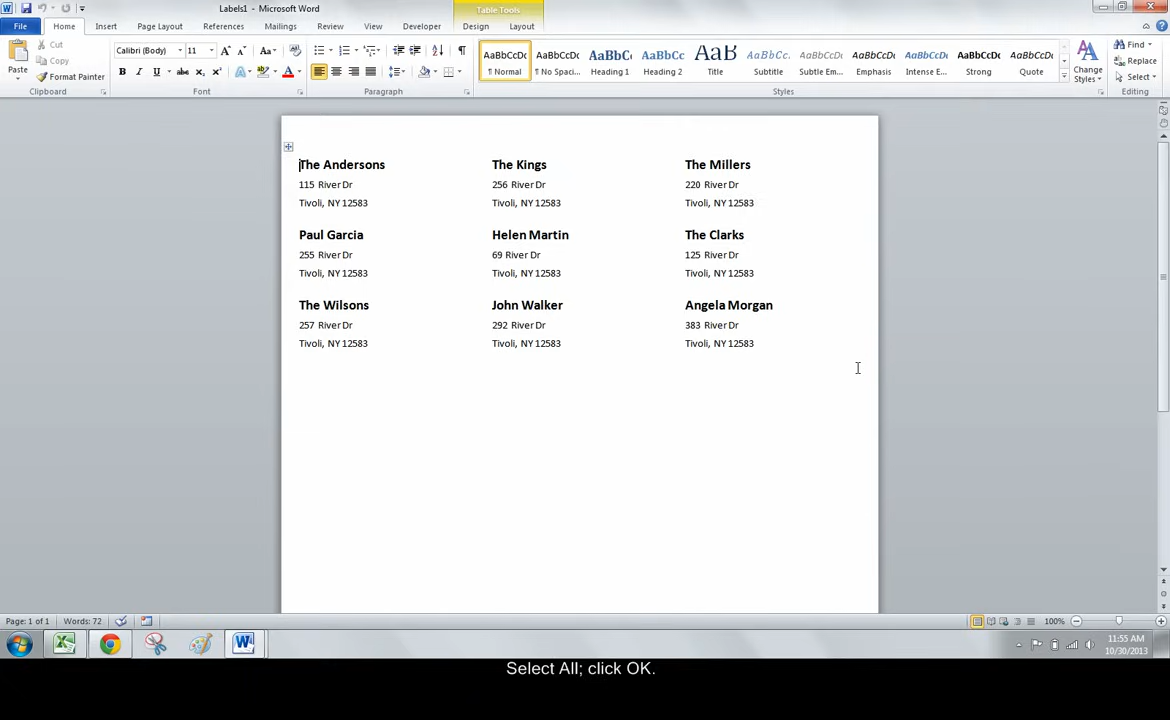 Labels1 - Microsoft Word
Table Tools
File Home Insert Page Layout References Mailings Review View Developer Design Layout
Paste
Cut
Copy
Format Painter
Clipboard
Calibri (Body) 11
Font
Paragraph
AaBbCcDc AaBbCcDc AaBbC AaBbCc AaB AaBbCc. AaBbCcDc AaBbCcDc AaBbCcDc AaBbCcDc AaBbCcDc
¶ Normal ¶ No Spaci... Heading 1 Heading 2 Title Subtitle Subtle Em... Emphasis Intense E... Strong Quote
Styles
Change Styles
Find
Replace
Select
Editing
The Andersons
115 River Dr
Tivoli, NY 12583
The Kings
256 River Dr
Tivoli, NY 12583
The Millers
220 River Dr
Tivoli, NY 12583
Paul Garcia
255 River Dr
Tivoli, NY 12583
Helen Martin
69 River Dr
Tivoli, NY 12583
The Clarks
125 River Dr
Tivoli, NY 12583
The Wilsons
257 River Dr
Tivoli, NY 12583
John Walker
292 River Dr
Tivoli, NY 12583
Angela Morgan
383 River Dr
Tivoli, NY 12583
Page: 1 of 1 Words: 72 100%
11:55 AM
10/30/2013
Select All; click OK.